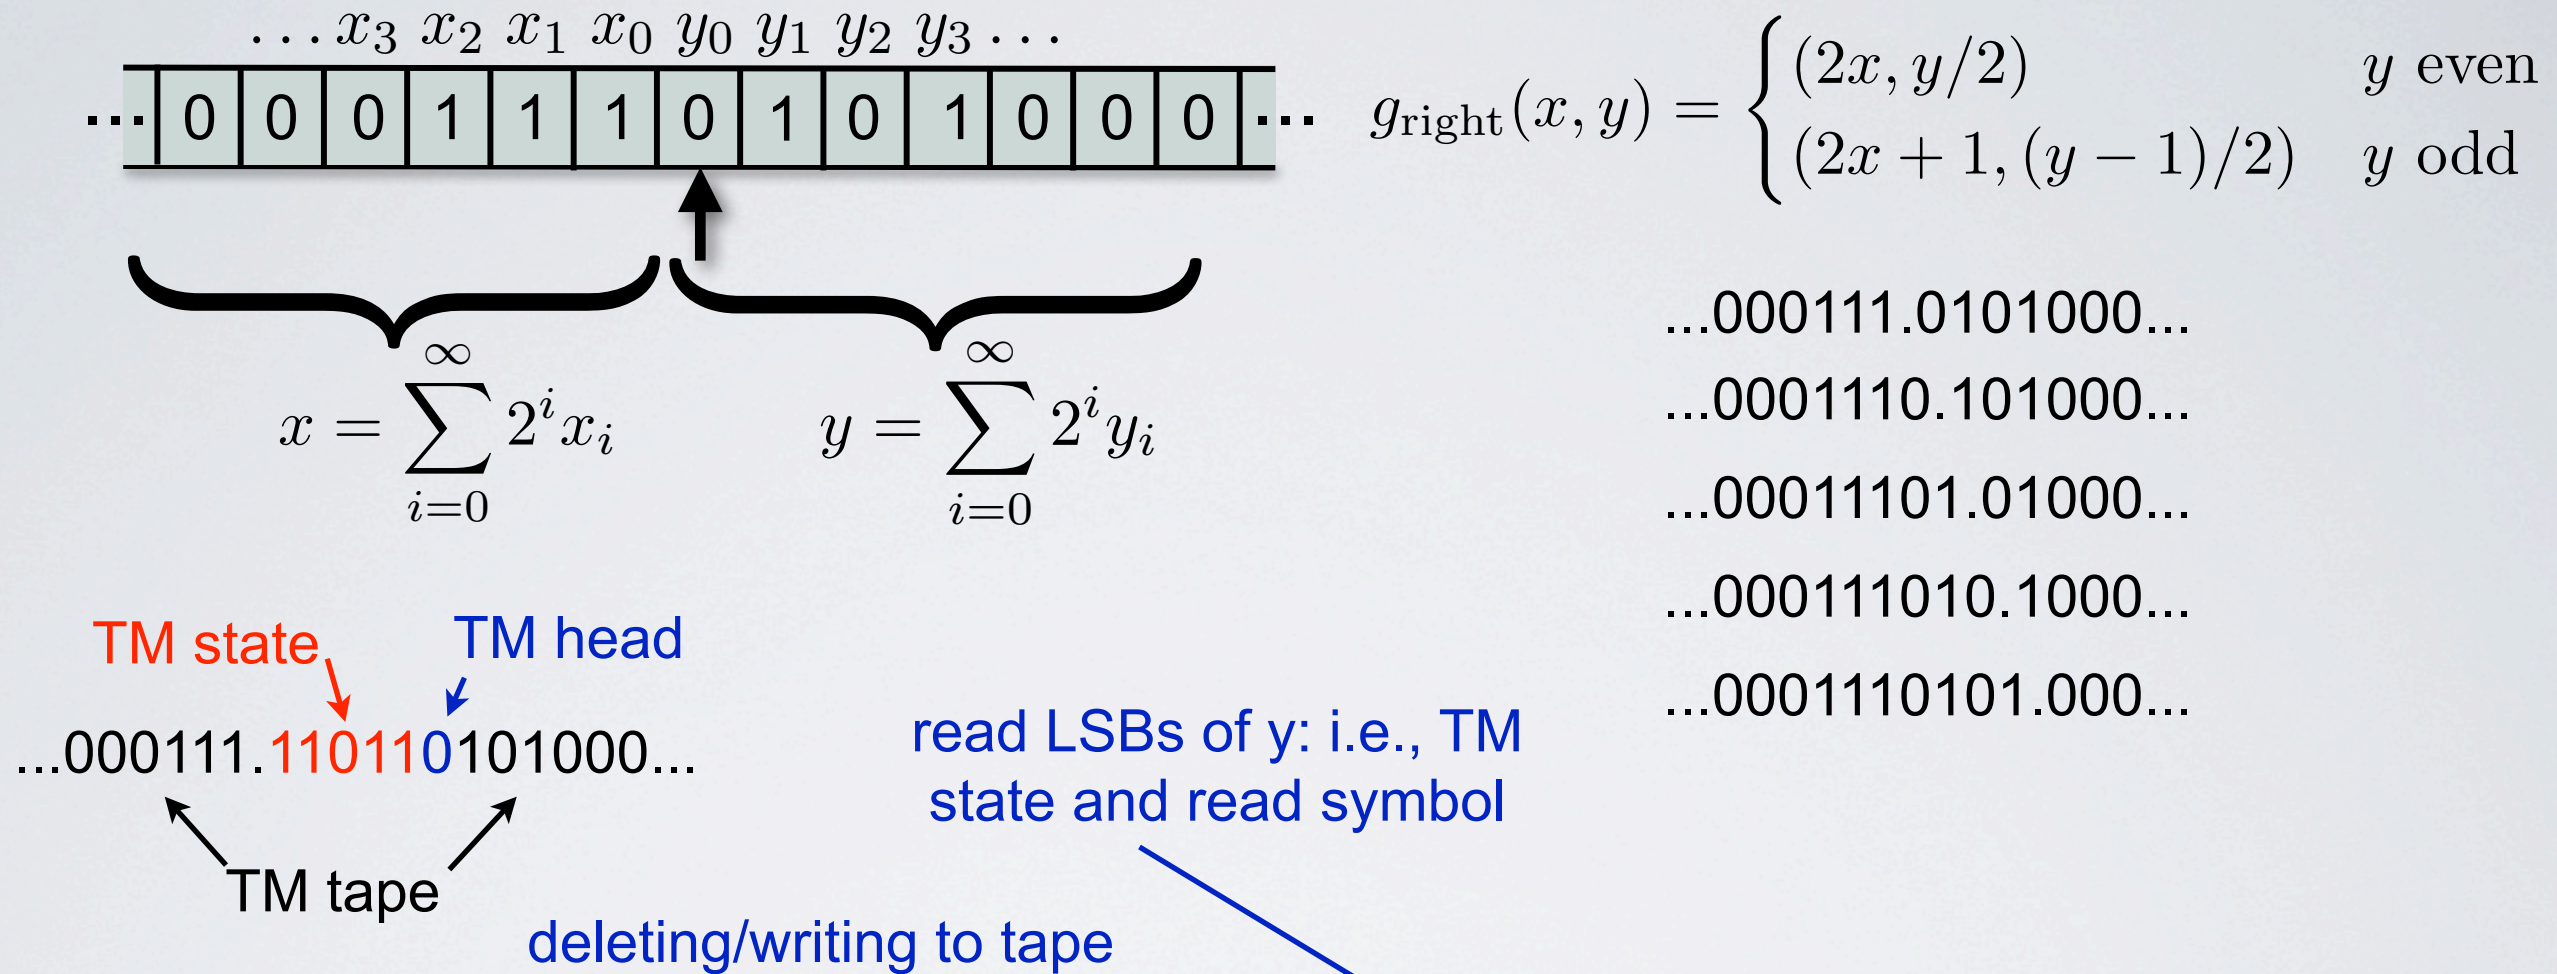 ...x₃ x₂ x₁ x₀ y₀ y₁ y₂ y₃...
... 0 0 0 1 1 1 0 1 0 1 0 0 0 ...
g_right(x, y) = { (2x, y/2) y even
(2x + 1, (y − 1)/2) y odd
x = ∑_{i=0}^{∞} 2^i x_i
y = ∑_{i=0}^{∞} 2^i y_i
...000111.0101000...
...0001110.101000...
...00011101.01000...
...000111010.1000...
...0001110101.000...
TM state
TM head
...000111.110110101000...
TM tape
read LSBs of y: i.e., TM
state and read symbol
deleting/writing to tape